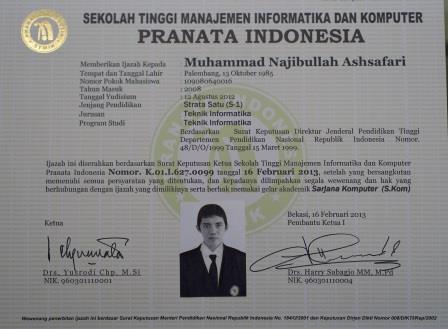 SEKOLAH TINGGI MANAJEMEN INFORMATIKA DAN KOMPUTER
PRANATA INDONESIA
Memberikan Ijazah Kepada : Muhammad Najibullah Ashsafari
Tempat dan Tanggal Lahir : Palembang, 13 Oktober 1985
Nomor Pokok Mahasiswa : 109080640016
Tahun Masuk : 2008
Tanggal Yudisium : 12 Agustus 2012
Jenjang Pendidikan : Strata Satu (S-1)
Jurusan : Teknik Informatika
Program Studi : Teknik Informatika
Berdasarkan Surat Keputusan Direktur Jenderal Pendidikan Tinggi
Departemen Pendidikan Nasional Republik Indonesia Nomor.
48/D/O/1999 Tanggal 15 Maret 1999.
Ijazah ini diserahkan berdasarkan Surat Keputusan Ketua Sekolah Tinggi Manajemen Informatika dan Komputer
Pranata Indonesia Nomor. K.01.I.627.0099 tanggal 16 Februari 2013, setelah yang bersangkutan
memenuhi semua persyaratan yang ditentukan, dan kepadanya dilimpahkan segala wewenang dan hak yang
berhubungan dengan ijazah yang dimilikinya serta berhak memakai gelar akademik Sarjana Komputer (S.Kom)
Bekasi, 16 Februari 2013
Ketua
Pembantu Ketua I
Drs. Yusrodi Chp. M.Si
NIK. 960301110001
Drs. Harry Subagio MM, M.Pd
NIK. 960301110004
Wewenang penerbitan ijazah ini berdasar Surat Keputusan Menteri Pendidikan Nasional Republik Indonesia No. 184/U/2001 dan Keputusan Dirjen Dikti Nomor 008/DIKTI/Kep/2002